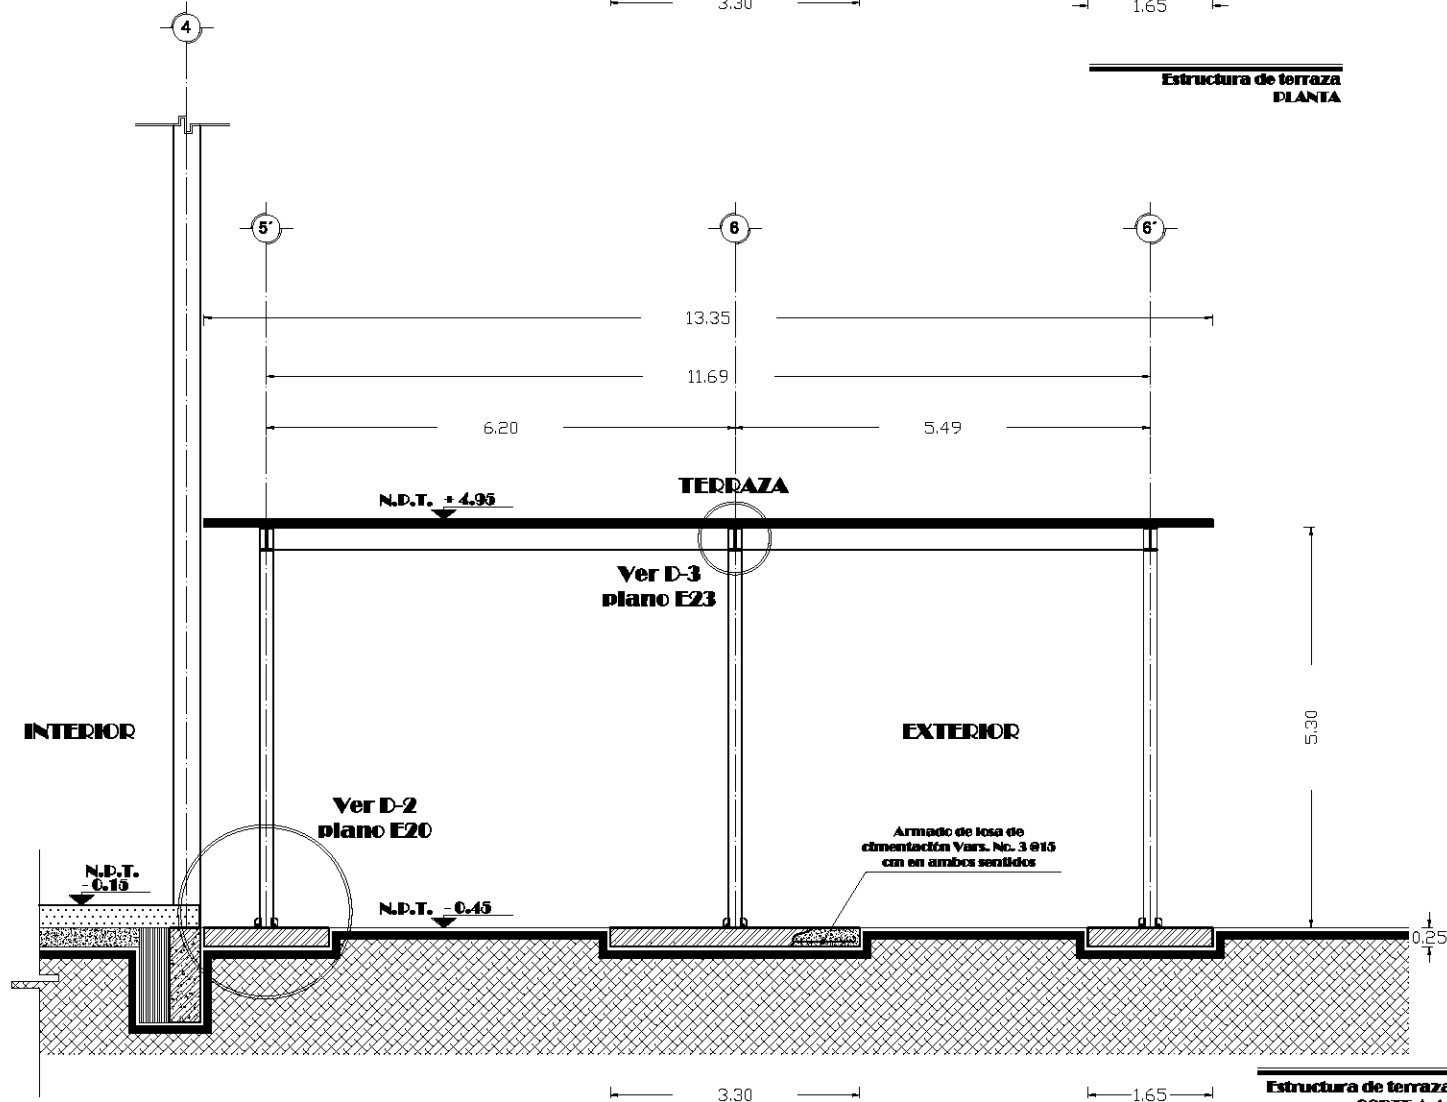 3.30
1.65
4
Estructura de terraza
PLANTA
5´
6
6´
13.35
11.69
6.20
5.49
N.P.T. + 4.95
TERRAZA
Ver D-3
plano E23
INTERIOR
EXTERIOR
5.30
Ver D-2
plano E20
Armado de losa de
cimentación Vars. No. 3 @15
cm en ambos sentidos
N.P.T.
- 0.15
N.P.T. - 0.45
0.25
3.30
1.65
Estructura de terraza